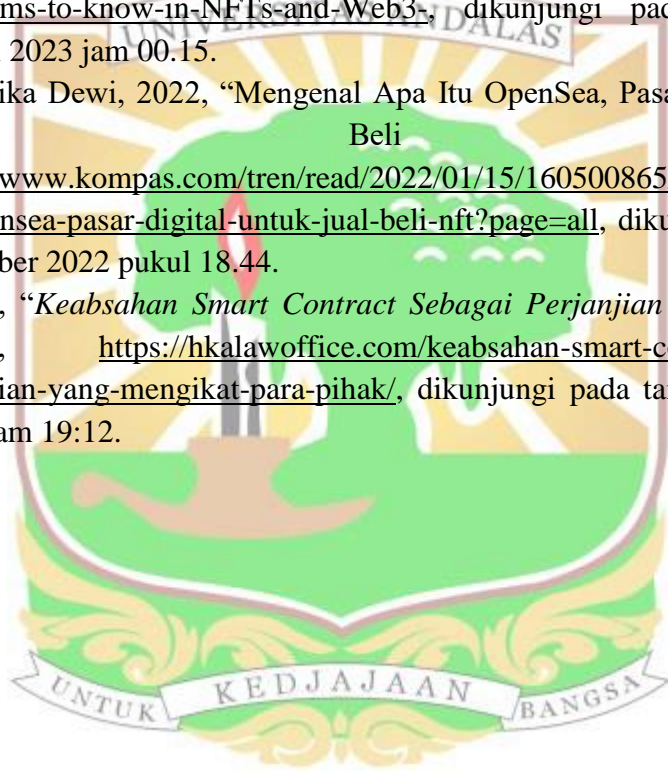 ms-to-know-in-NFTs-and-Web3-, dikunjungi pad
UNIVERSITAS ANDALAS
2023 jam 00.15.
ika Dewi, 2022, “Mengenal Apa Itu OpenSea, Pasa
Beli
www.kompas.com/tren/read/2022/01/15/160500865
nsea-pasar-digital-untuk-jual-beli-nft?page=all, diku
ber 2022 pukul 18.44.
, “Keabsahan Smart Contract Sebagai Perjanjian
, https://hkalawoffice.com/keabsahan-smart-c
ian-yang-mengikat-para-pihak/, dikunjungi pada ta
am 19:12.
UNTUK KEDJAJAAN BANGSA